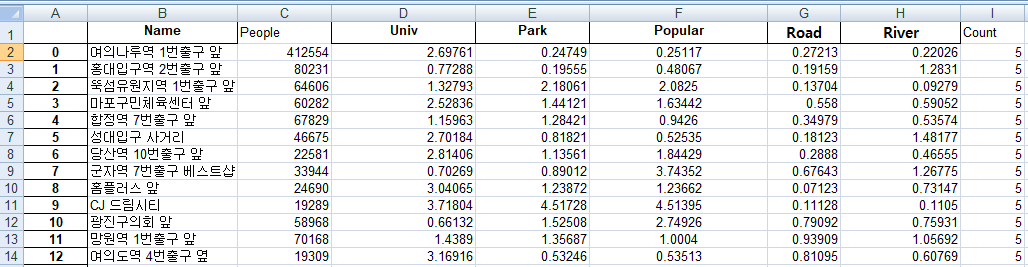 A B C D E F G H I
1 Name People Univ Park Popular Road River Count
2 0 여의나루역 1번출구 앞 412554 2.69761 0.24749 0.25117 0.27213 0.22026 5
3 1 홍대입구역 2번출구 앞 80231 0.77288 0.19555 0.48067 0.19159 1.2831 5
4 2 뚝섬유원지역 1번출구 앞 64606 1.32793 2.18061 2.0825 0.13704 0.09279 5
5 3 마포구민체육센터 앞 60282 2.52836 1.44121 1.63442 0.558 0.59052 5
6 4 합정역 7번출구 앞 67829 1.15963 1.28421 0.9426 0.34979 0.53574 5
7 5 성대입구 사거리 46675 2.70184 0.81821 0.52535 0.18123 1.48177 5
8 6 당산역 10번출구 앞 22581 2.81406 1.13561 1.84429 0.2888 0.46555 5
9 7 군자역 7번출구 베스트샵 33944 0.70269 0.89012 3.74352 0.67643 1.26775 5
10 8 홈플러스 앞 24690 3.04065 1.23872 1.23662 0.07123 0.73147 5
11 9 CJ 드림시티 19289 3.71804 4.51728 4.51395 0.11128 0.1105 5
12 10 광진구의회 앞 58968 0.66132 1.52508 2.74926 0.79092 0.75931 5
13 11 망원역 1번출구 앞 70168 1.4389 1.35687 1.0004 0.93909 1.05692 5
14 12 여의도역 4번출구 옆 19309 3.16916 0.53246 0.53513 0.81095 0.60769 5